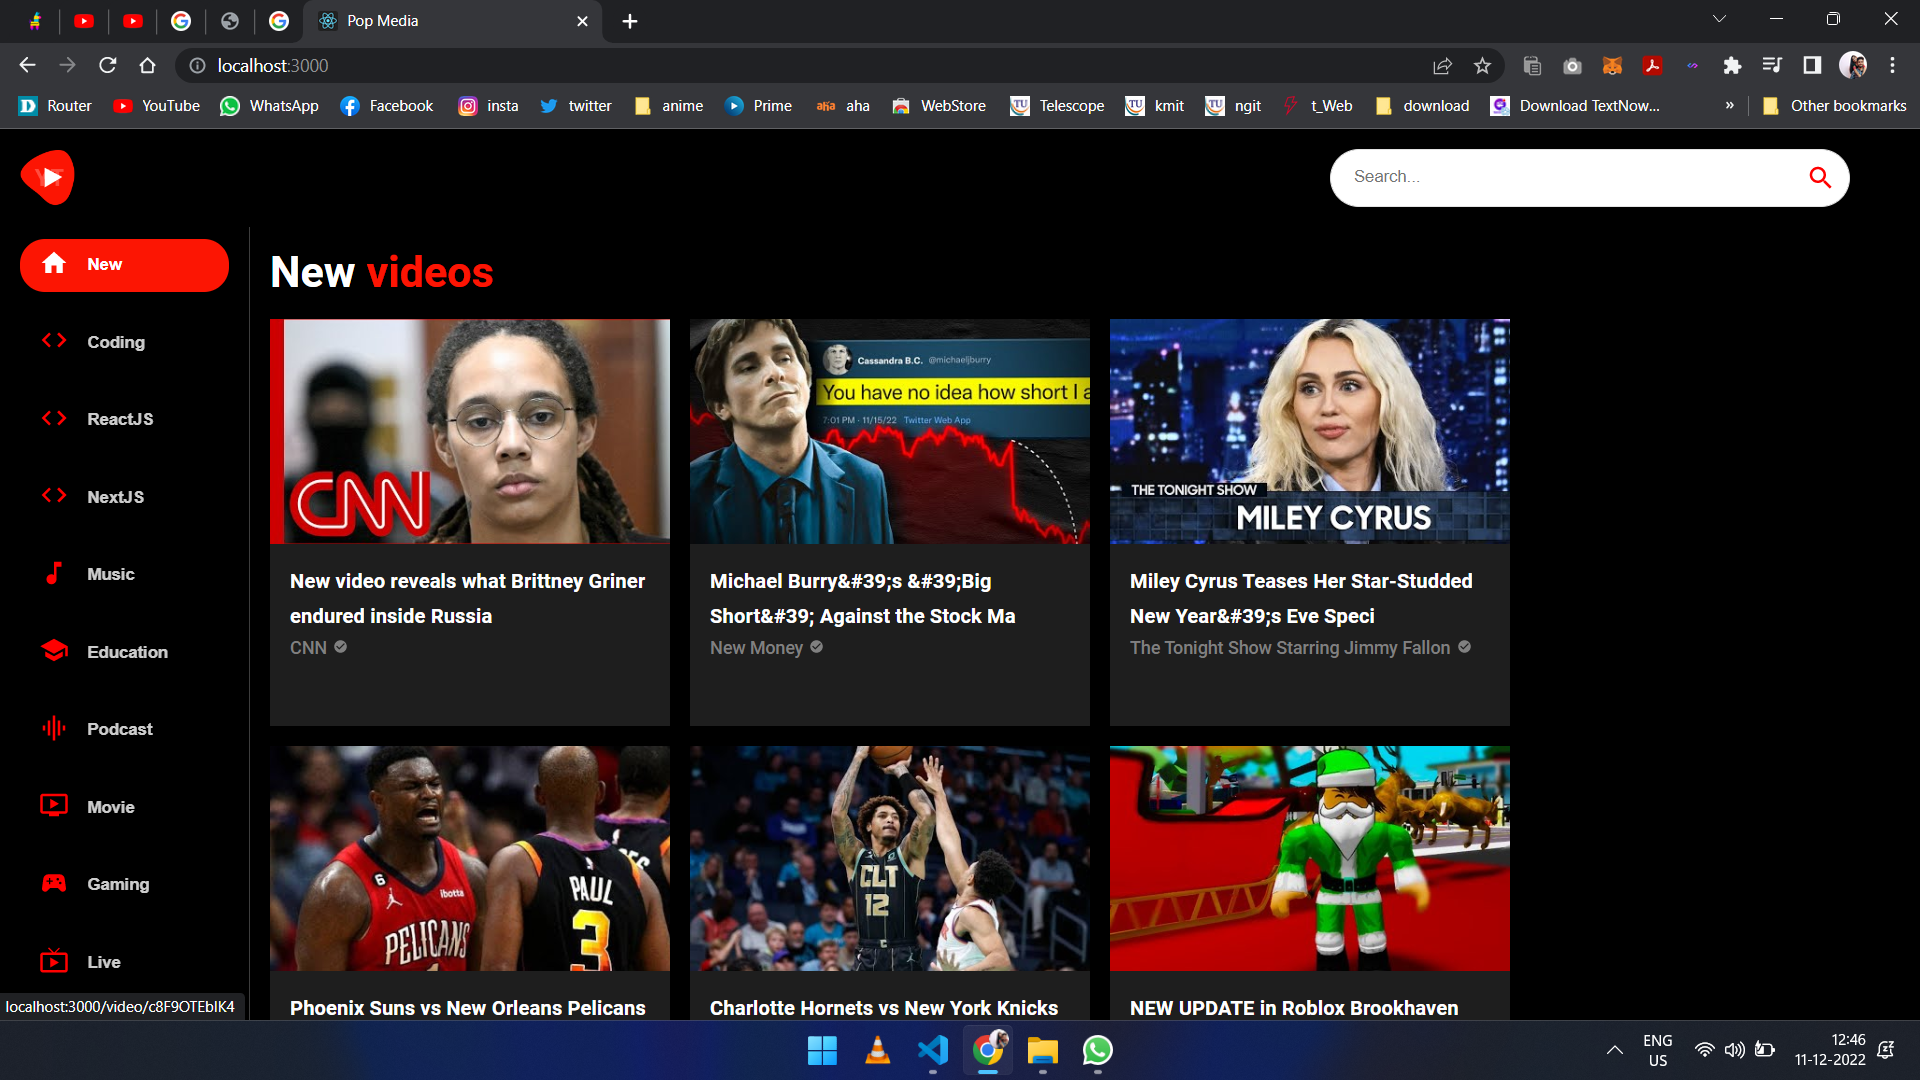 Pop Media
localhost:3000
Router YouTube WhatsApp Facebook insta twitter anime Prime aha WebStore Telescope kmit ngit t_Web download Download TextNow... » Other bookmarks
Search...
New
Coding
ReactJS
NextJS
Music
Education
Podcast
Movie
Gaming
Live
New videos
CNN
New video reveals what Brittney Griner
endured inside Russia
CNN
Cassandra B.C. @michaeljburry
You have no idea how short I a
7:01 PM · 11/15/22 Twitter Web App
Michael Burry&#39;s &#39;Big
Short&#39; Against the Stock Ma
New Money
THE TONIGHT SHOW
MILEY CYRUS
Miley Cyrus Teases Her Star-Studded
New Year&#39;s Eve Speci
The Tonight Show Starring Jimmy Fallon
6
ibotta
PELICANS
PAUL
3
Phoenix Suns vs New Orleans Pelicans
CLT
12
Charlotte Hornets vs New York Knicks
NEW UPDATE in Roblox Brookhaven
localhost:3000/video/c8F9OTEbIK4
ENG
US
12:46
11-12-2022